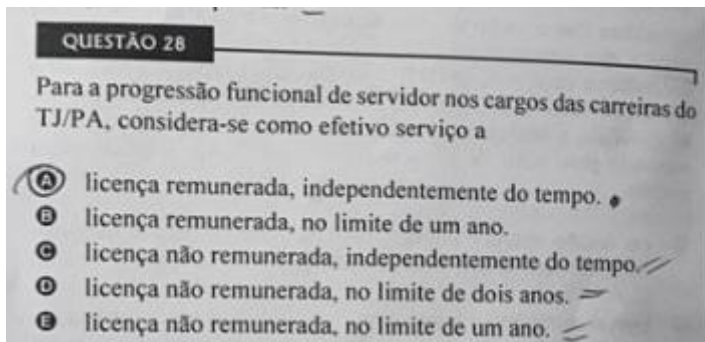 QUESTÃO 28
Para a progressão funcional de servidor nos cargos das carreiras do
TJ/PA, considera-se como efetivo serviço a
A licença remunerada, independentemente do tempo.
B licença remunerada, no limite de um ano.
C licença não remunerada, independentemente do tempo.
D licença não remunerada, no limite de dois anos.
E licença não remunerada, no limite de um ano.